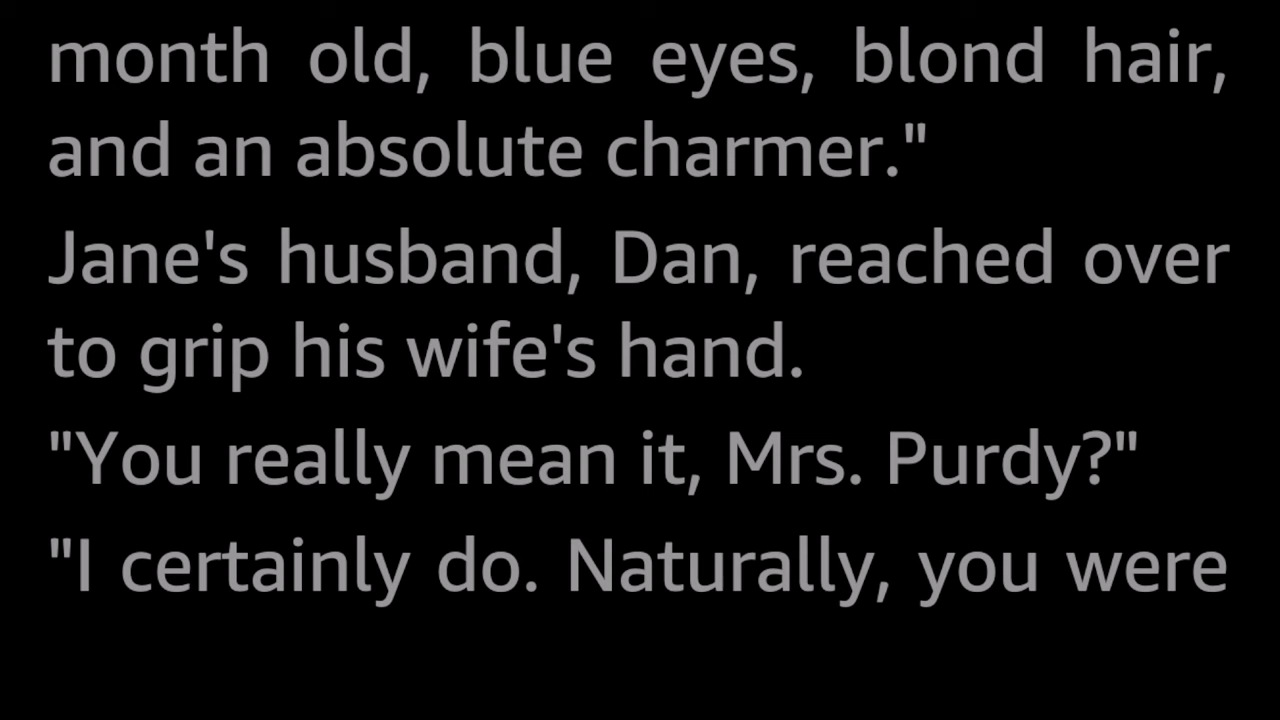 month old, blue eyes, blond hair,
and an absolute charmer."
Jane's husband, Dan, reached over
to grip his wife's hand.
"You really mean it, Mrs. Purdy?"
"I certainly do. Naturally, you were